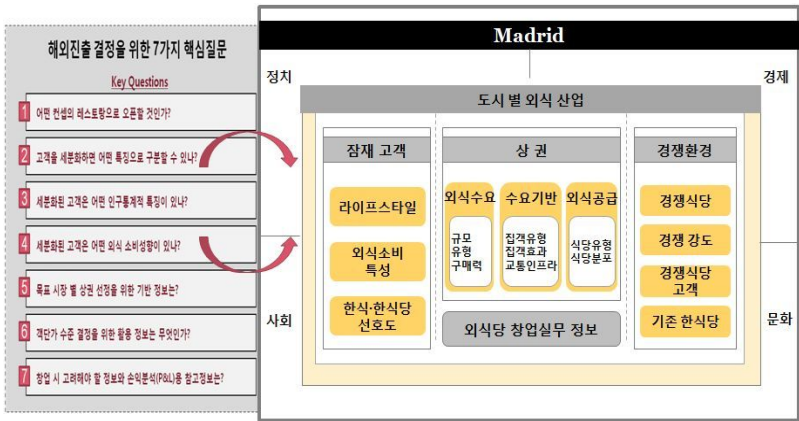 해외진출 결정을 위한 7가지 핵심질문
Key Questions
1 어떤 컨셉의 레스토랑으로 오픈할 것인가?
2 고객을 세분화하면 어떤 특징으로 구분할 수 있나?
3 세분화된 고객은 어떤 인구통계적 특징이 있나?
4 세분화된 고객은 어떤 외식 소비성향이 있나?
5 목표 시장 별 상권 선정을 위한 기반 정보는?
6 객단가 수준 결정을 위한 활용 정보는 무엇인가?
7 창업 시 고려해야 할 정보와 손익분석(P&L)용 참고정보는?
Madrid
정치
경제
도시 별 외식 산업
잠재 고객
라이프스타일
외식소비
특성
한식·한식당
선호도
상 권
외식수요
규모
유형
구매력
수요기반
집객유형
집객효과
교통인프라
외식공급
식당유형
식당분포
외식당 창업실무 정보
경쟁환경
경쟁식당
경쟁 강도
경쟁식당
고객
기존 한식당
사회
문화